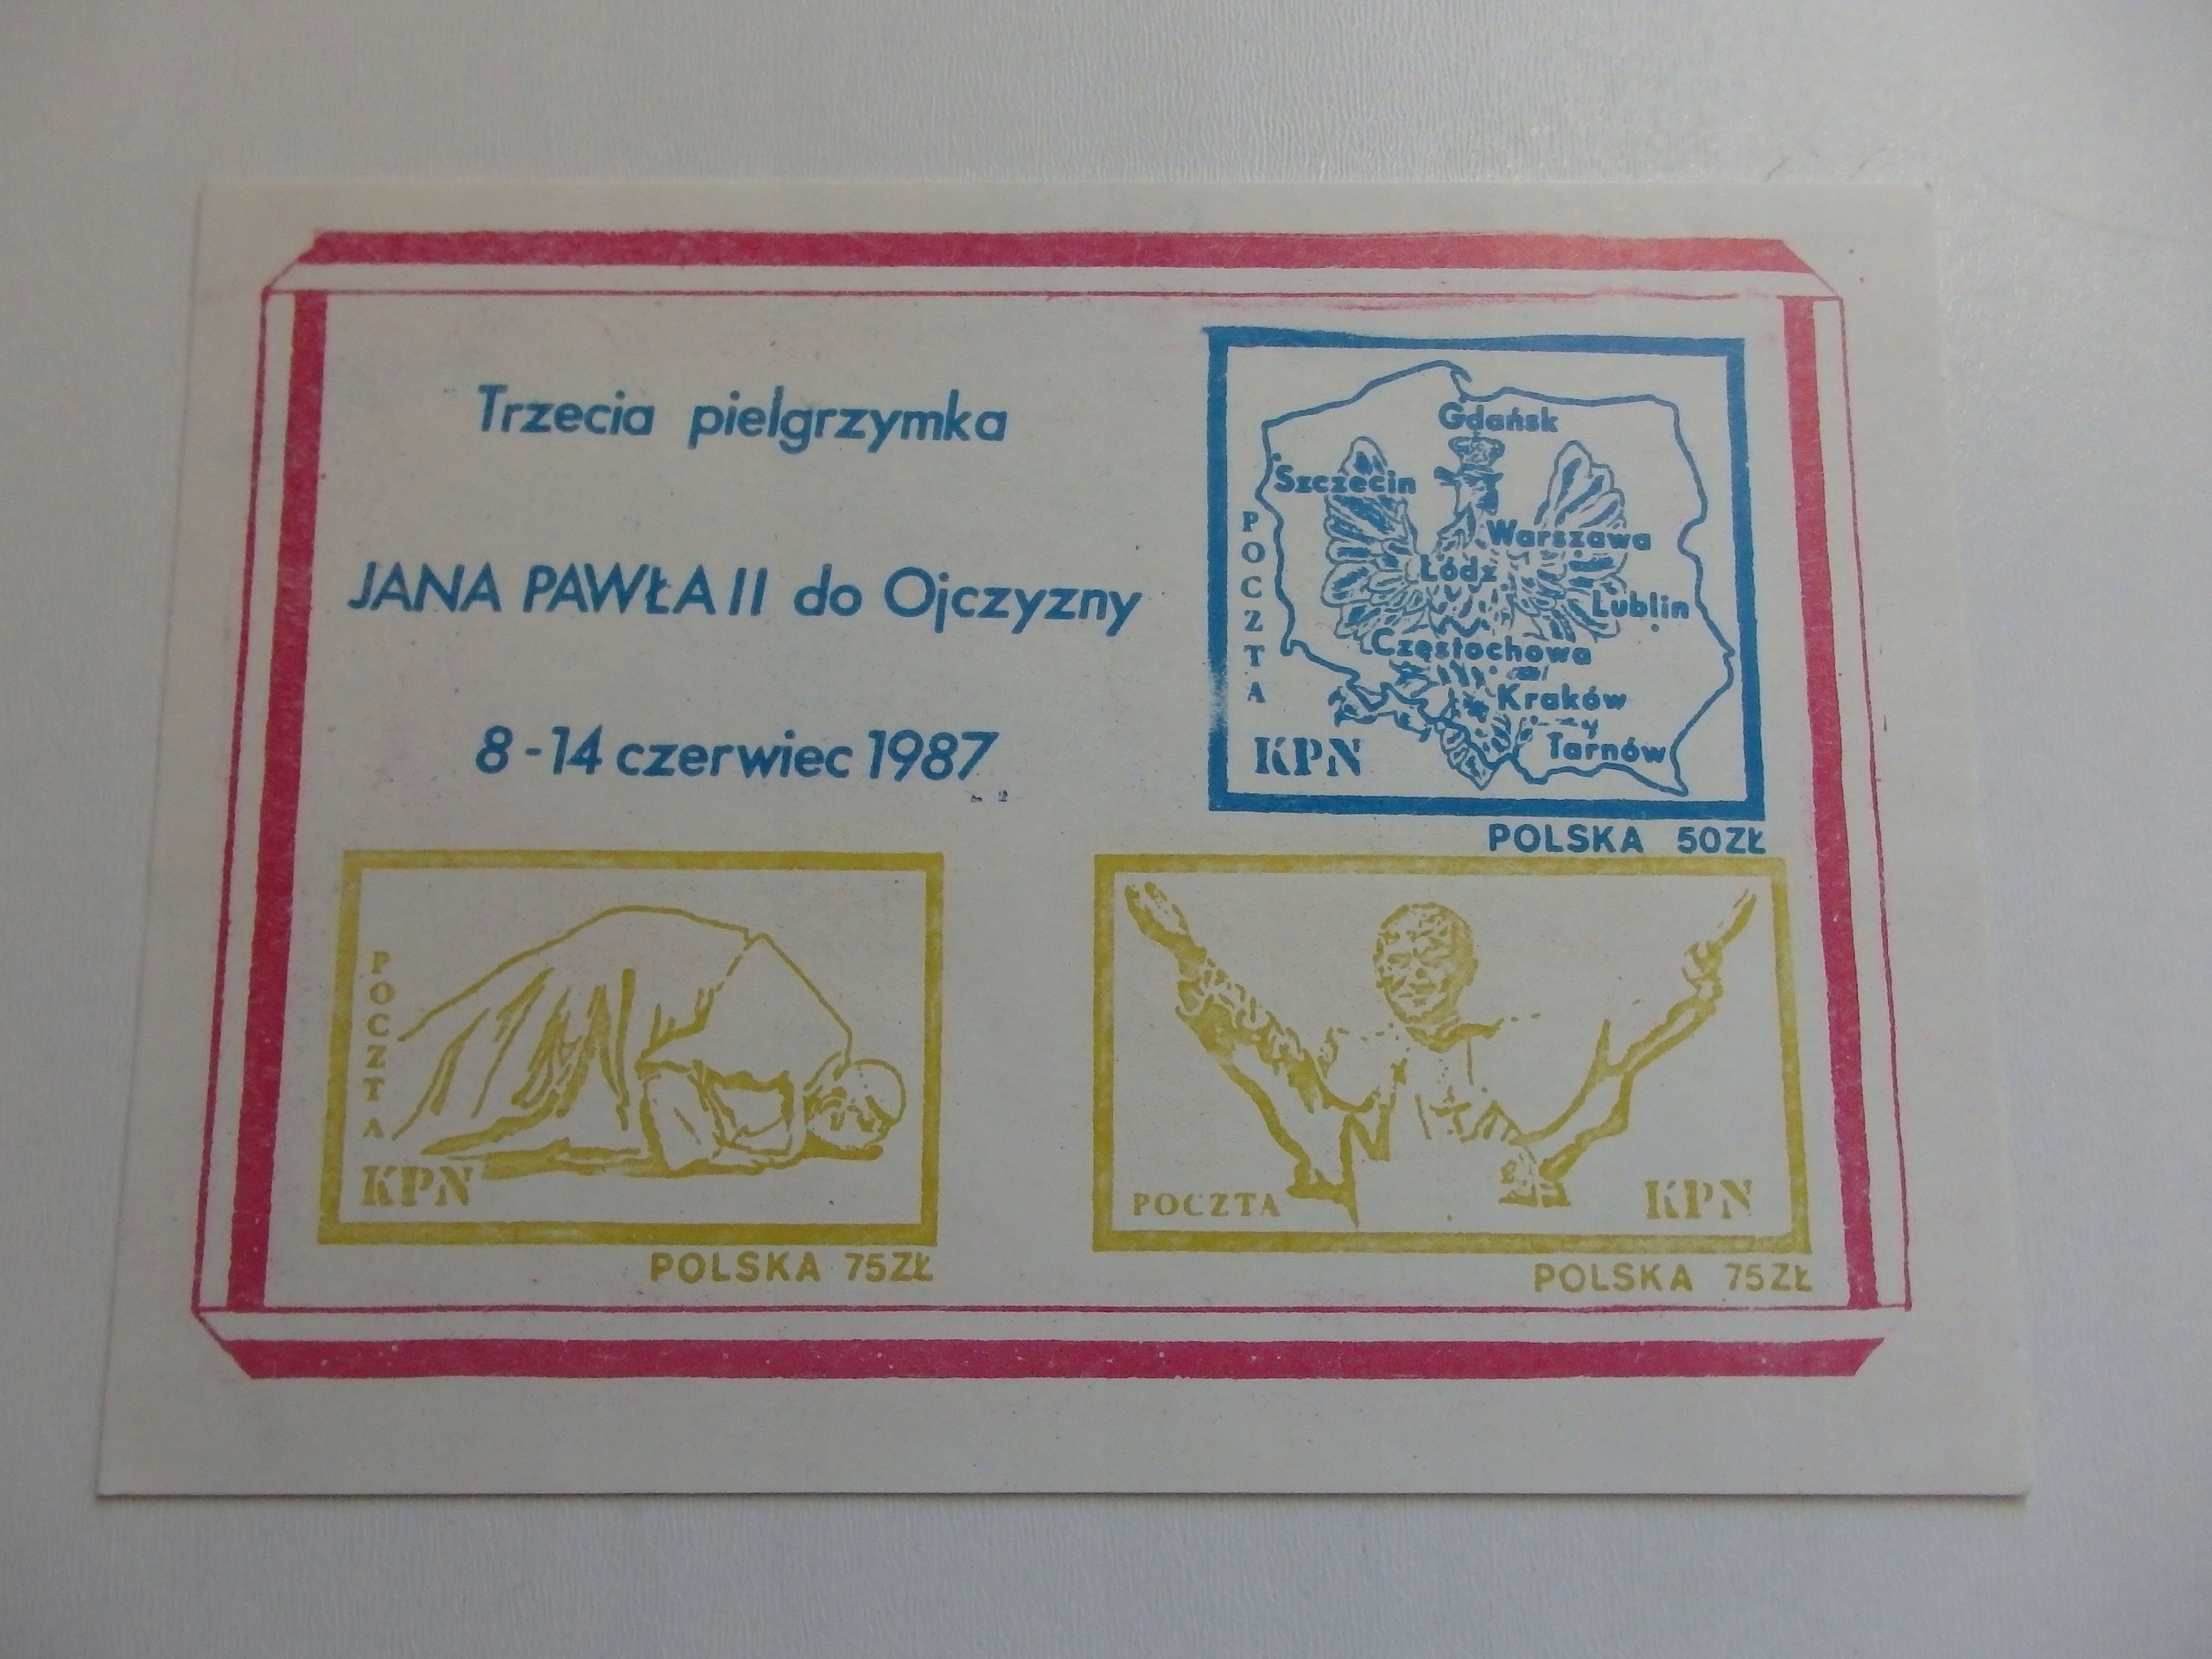 Trzecia pielgrzymka
JANA PAWŁA II do Ojczyzny
8-14 czerwiec 1987
Gdańsk
Szczecin
Warszawa
Łódź
Lublin
Częstochowa
Kraków
Tarnów
POCZTA
KPN
POLSKA 50ZŁ
POCZTA
KPN
POLSKA 75ZŁ
POCZTA
KPN
POLSKA 75ZŁ